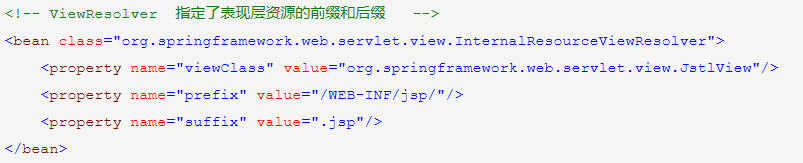 <!-- ViewResolver  指定了表现层资源的前缀和后缀   -->
<bean class="org.springframework.web.servlet.view.InternalResourceViewResolver">
    <property name="viewClass" value="org.springframework.web.servlet.view.JstlView"/>
    <property name="prefix" value="/WEB-INF/jsp/"/>
    <property name="suffix" value=".jsp"/>
</bean>